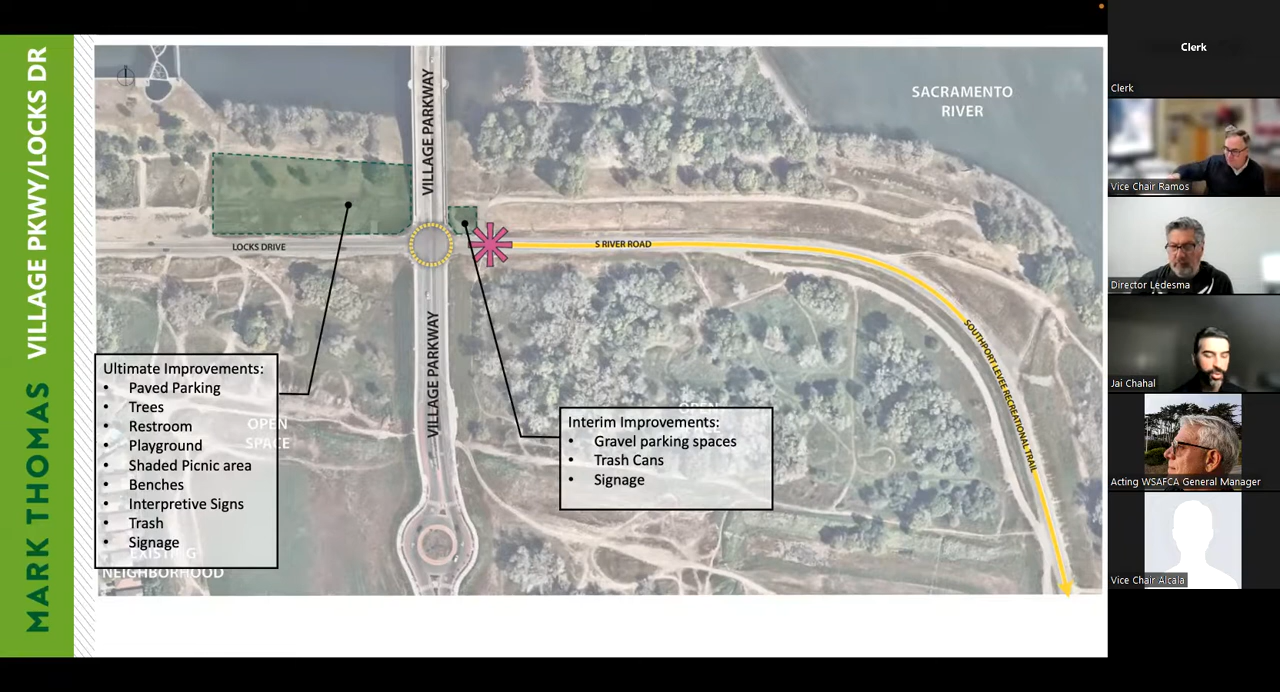 MARK THOMAS VILLAGE PKWY/LOCKS DR
VILLAGE PARKWAY
SACRAMENTO
RIVER
LOCKS DRIVE
S RIVER ROAD
SOUTHPORT LEVEE RECREATIONAL TRAIL
VILLAGE PARKWAY
Ultimate Improvements:
• Paved Parking
• Trees
• Restroom
• Playground
• Shaded Picnic area
• Benches
• Interpretive Signs
• Trash
• Signage
OPEN
SPACE
EXISTING
NEIGHBORHOOD
OPEN
Interim Improvements:
• Gravel parking spaces
• Trash Cans
• Signage
Clerk
Clerk
Vice Chair Ramos
Director Ledesma
Jai Chahal
Acting WSAFCA General Manager
Vice Chair Alcala